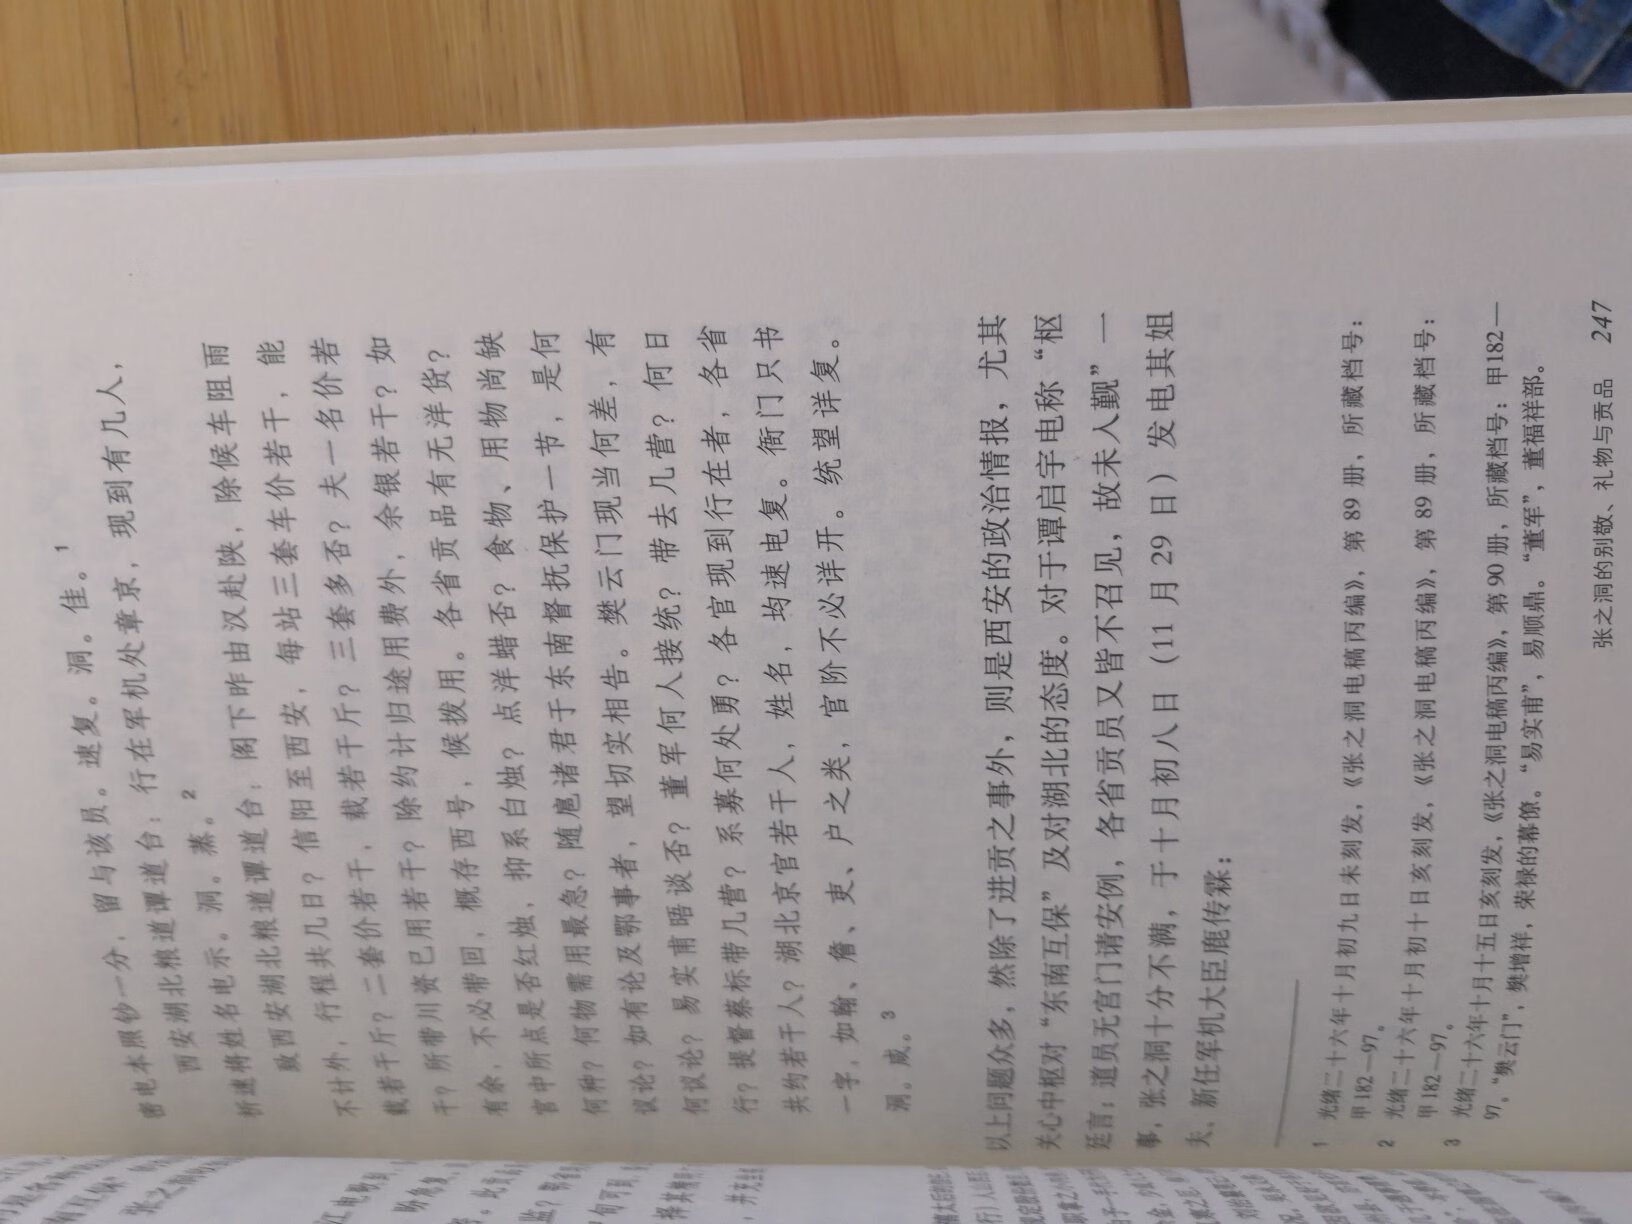 密电本照钞一分，留与该员。速复。洞。佳。1
西安湖北粮道谭道台：行在军机处章京，现到有几人，
祈速将姓名电示。洞。蒸。2
致西安湖北粮道谭道台：阁下昨由汉赴陕，除候车阻雨
不计外，行程共几日？信阳至西安，每站三套车价若干，能
载若干斤？二套价若干，载若干斤？三套多否？夫一名价若
干？所带川资已用若干？除约计归途用费外，余银若干？如
有余，不必带回，概存西号，候拨用。各省贡品有无洋货？
官中所点是否红烛，抑系白烛？点洋蜡否？食物、用物尚缺
何种？何物需用最急？随扈诸君于东南督抚保护一节，是何
议论？如有论及鄂事者，望切实相告。樊云门现当何差，有
何议论？易实甫晤谈否？董军何人接统？带去几营？何日
行？提督蔡标带几营？系募何处勇？各官现到行在者，各省
共约若干人？湖北京官若干人，姓名，均速电复。衙门只书
一字，如翰、詹、吏、户之类，官阶不必详开。统望详复。
洞。咸。3
以上问题众多，然除了进贡之事外，则是西安的政治情报，尤其
关心中枢对“东南互保”及对湖北的态度。对于谭启宇电称“枢
廷言：道员无宫门请安例，各省贡员又皆不召见，故未入觐”一
事，张之洞十分不满，于十月初八日（11月29日）发电其姐
夫、新任军机大臣鹿传霖：
1 光绪二十六年十月初九日未刻发，《张之洞电稿丙编》，第89册，所藏档号：
甲182—97。
2 光绪二十六年十月初十日亥刻发，《张之洞电稿丙编》，第89册，所藏档号：
甲182—97。
3 光绪二十六年十月十五日亥刻发，《张之洞电稿丙编》，第90册，所藏档号：甲182—
97。“樊云门”，樊增祥，荣禄的幕僚。“易实甫”，易顺鼎。“董军”，董福祥部。
张之洞的别敬、礼物与贡品 247